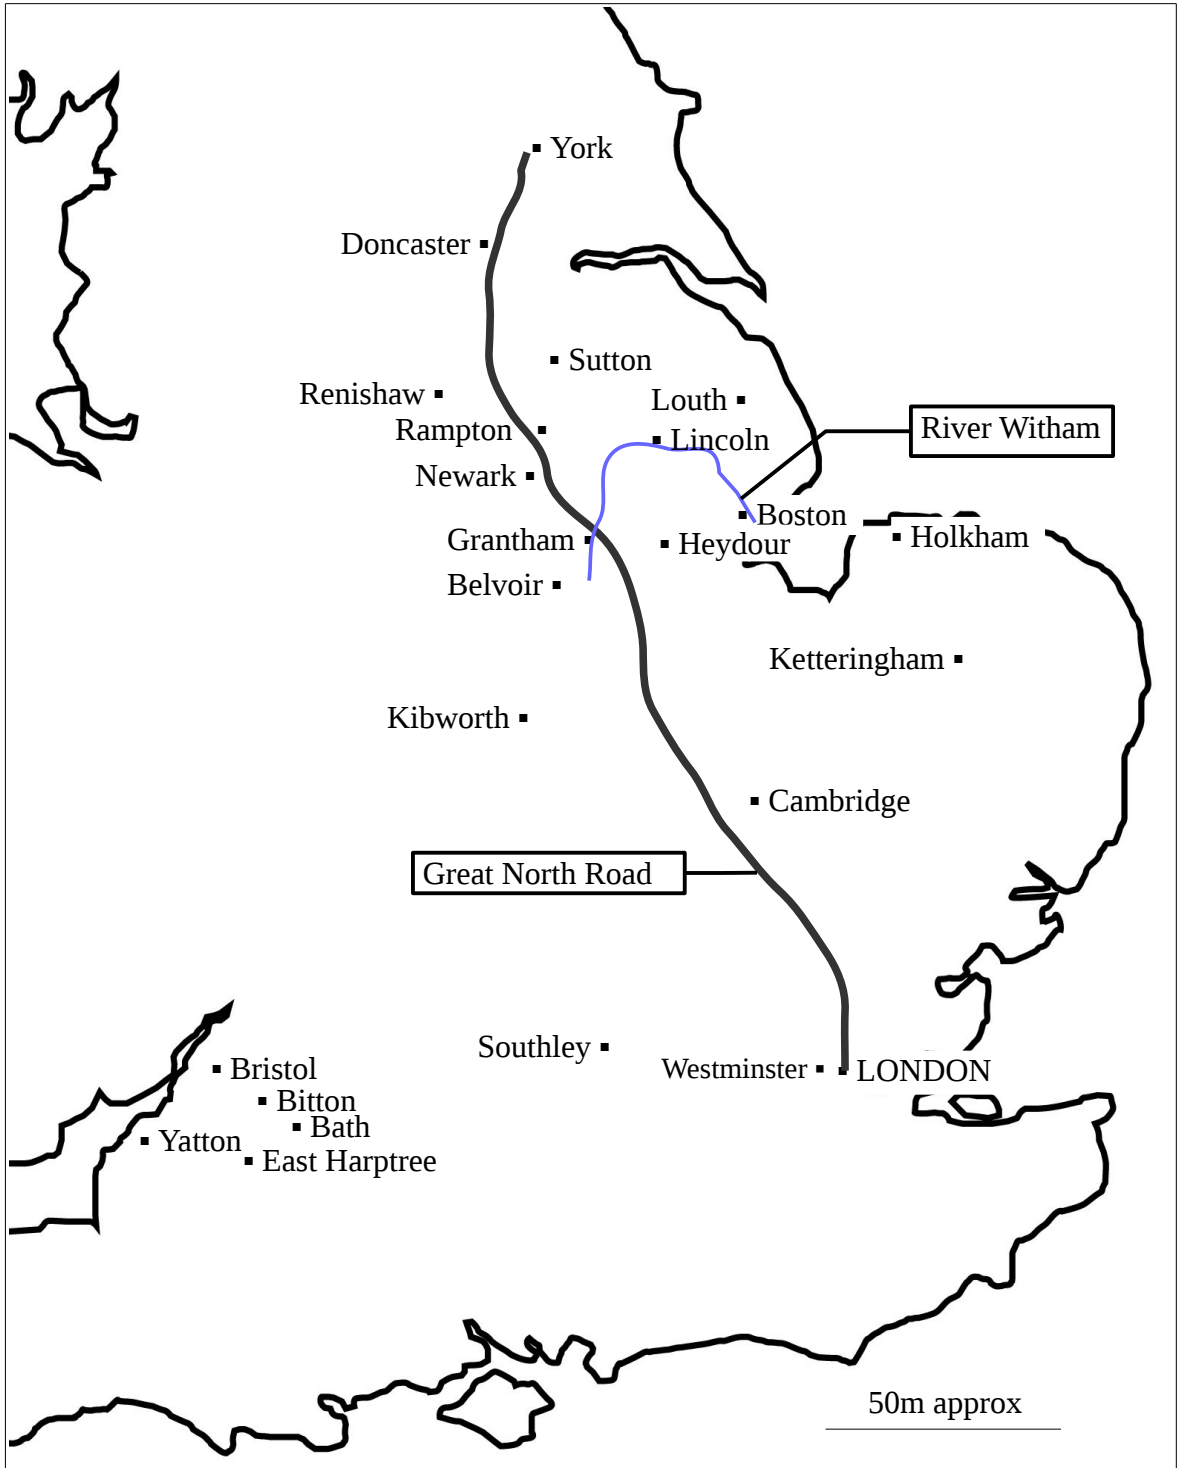 York
Doncaster
Sutton
Renishaw
Louth
Rampton
River Witham
Lincoln
Newark
Boston
Grantham
Heydour
Holkham
Belvoir
Ketteringham
Kibworth
Cambridge
Great North Road
Southley
Westminster
LONDON
Bristol
Bitton
Bath
Yatton
East Harptree
50m approx